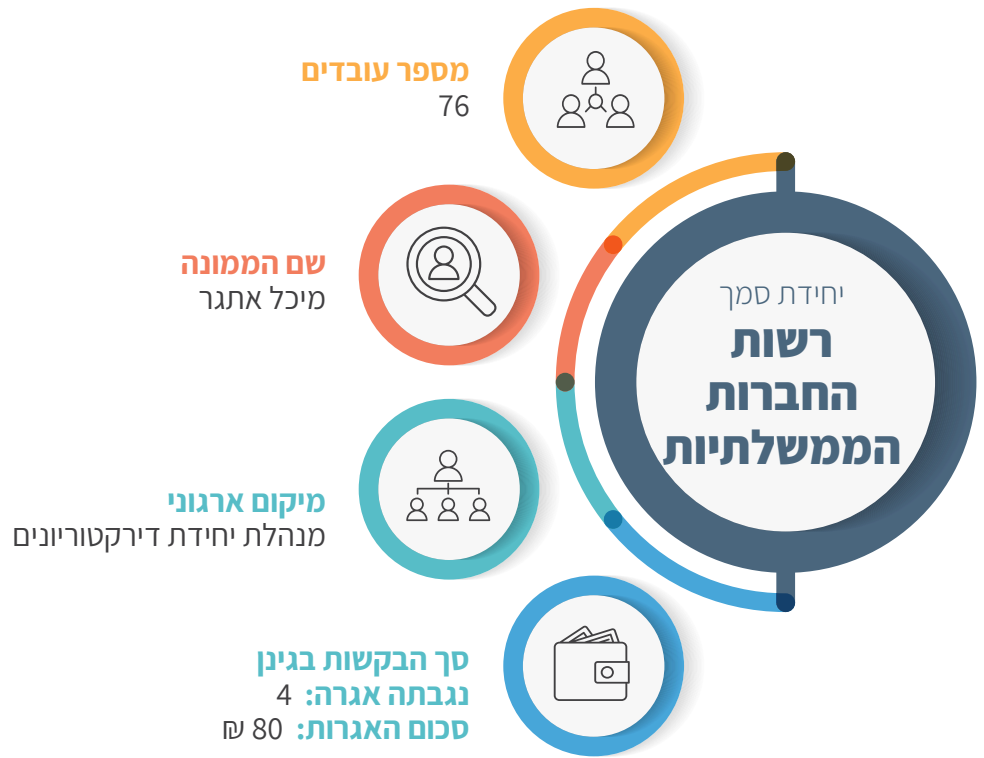 יחידת סמך
רשות
החברות
הממשלתיות
מספר עובדים
76
שם הממונה
מיכל אתגר
מיקום ארגוני
מנהלת יחידת דירקטוריונים
סך הבקשות בגינן
נגבתה אגרה: 4
סכום האגרות: 80 ₪